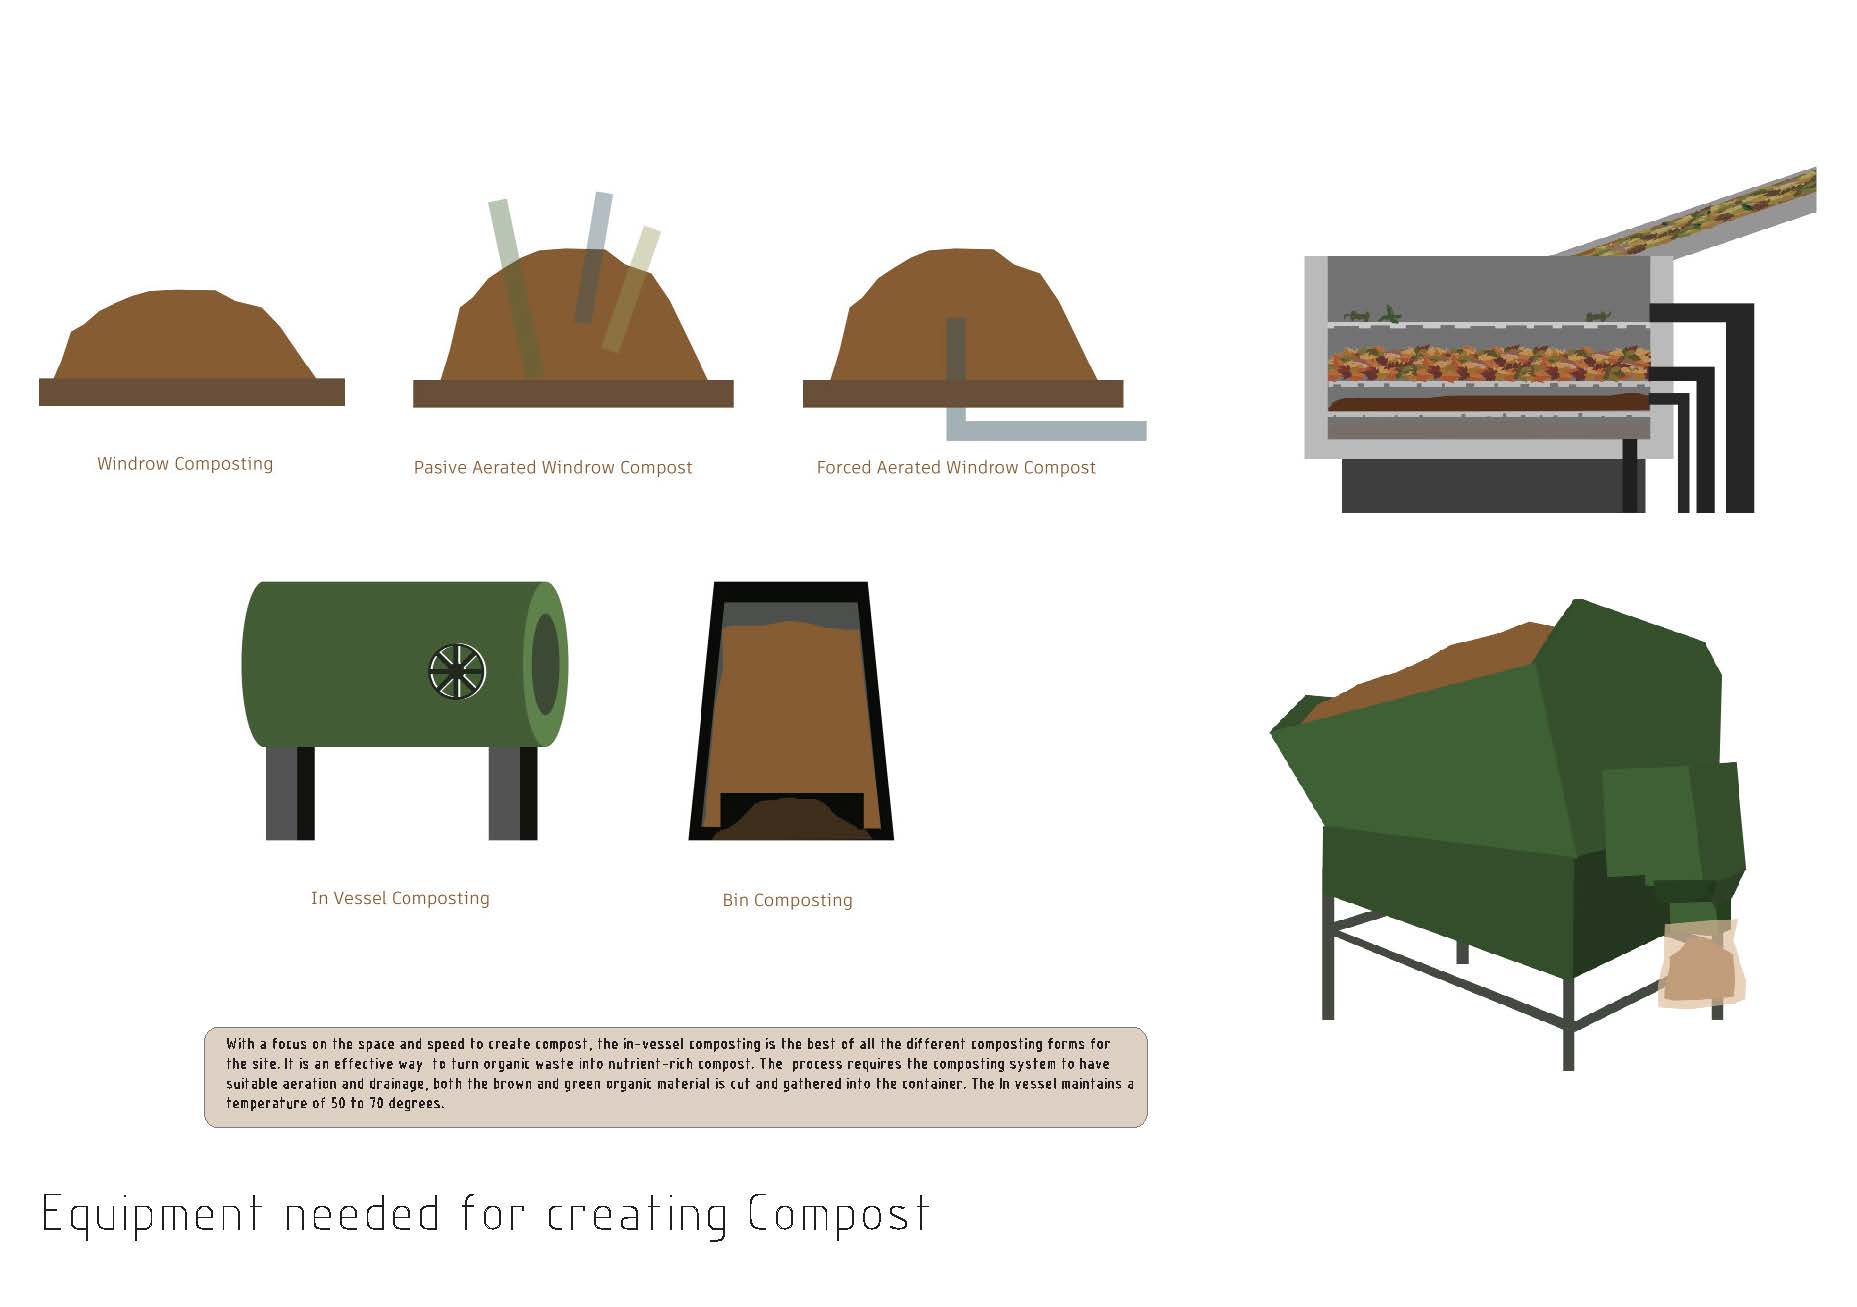 Windrow Composting
Pasive Aerated Windrow Compost
Forced Aerated Windrow Compost
In Vessel Composting
Bin Composting
With a focus on the space and speed to create compost, the in-vessel composting is the best of all the different composting forms for
the site. It is an effective way  to turn organic waste into nutrient-rich compost. The  process requires the composting system to have
suitable aeration and drainage, both the brown and green organic material is cut and gathered into the container. The In vessel maintains a
temperature of 50 to 70 degrees.
Equipment needed for creating Compost